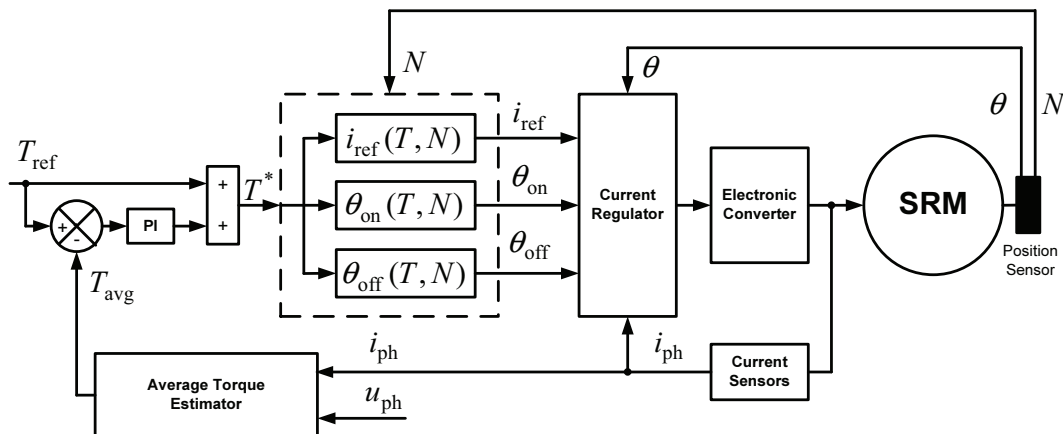 N
θ
θ
N
T_ref
+
-
PI
+
+
T^*
i_ref(T, N)
θ_on(T, N)
θ_off(T, N)
i_ref
θ_on
θ_off
Current
Regulator
Electronic
Converter
SRM
Position
Sensor
T_avg
i_ph
i_ph
Current
Sensors
Average Torque
Estimator
u_ph